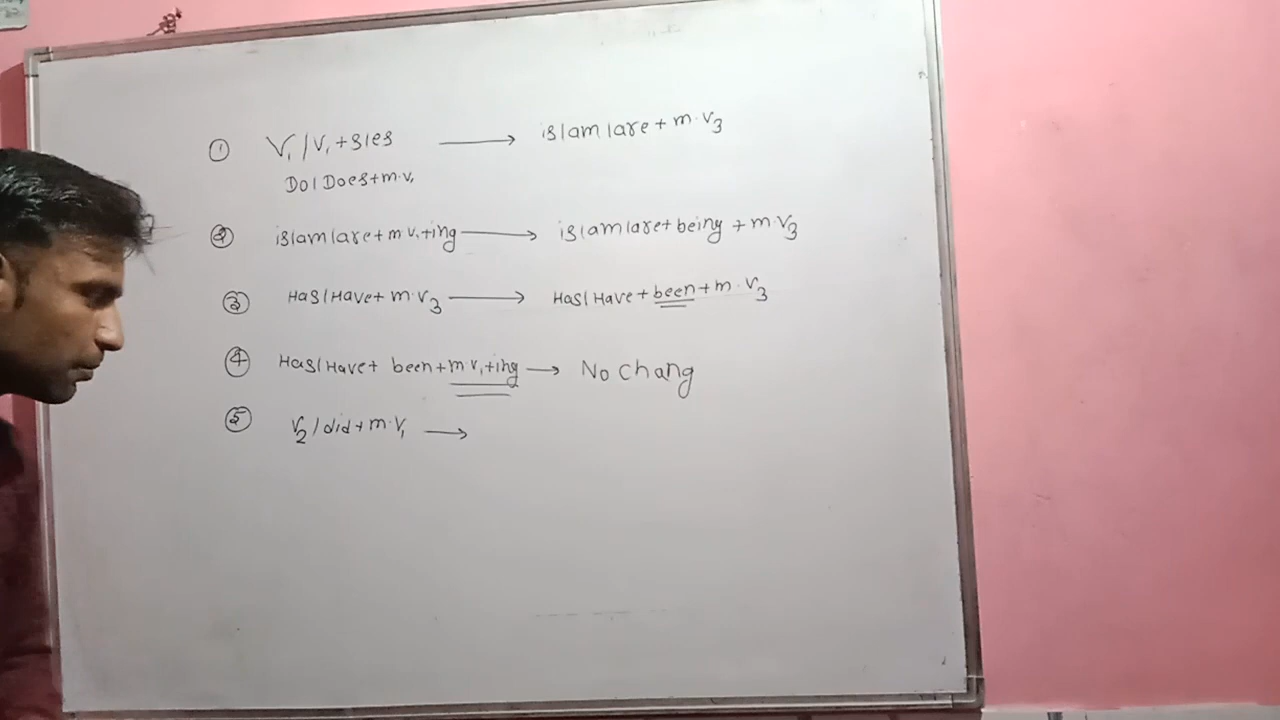 ① V₁/V₁+s/es → is/am/are+m.V₃
Do/Does+m.V₁
② is/am/are+m V₁+ing → is/am/are+being+m.V₃
③ Has/Have+m.V₃ → Has/Have+been+m.V₃
④ Has/Have+ been+m V₁+ing → No Chang
⑤ V₂/did+m.V₁ →